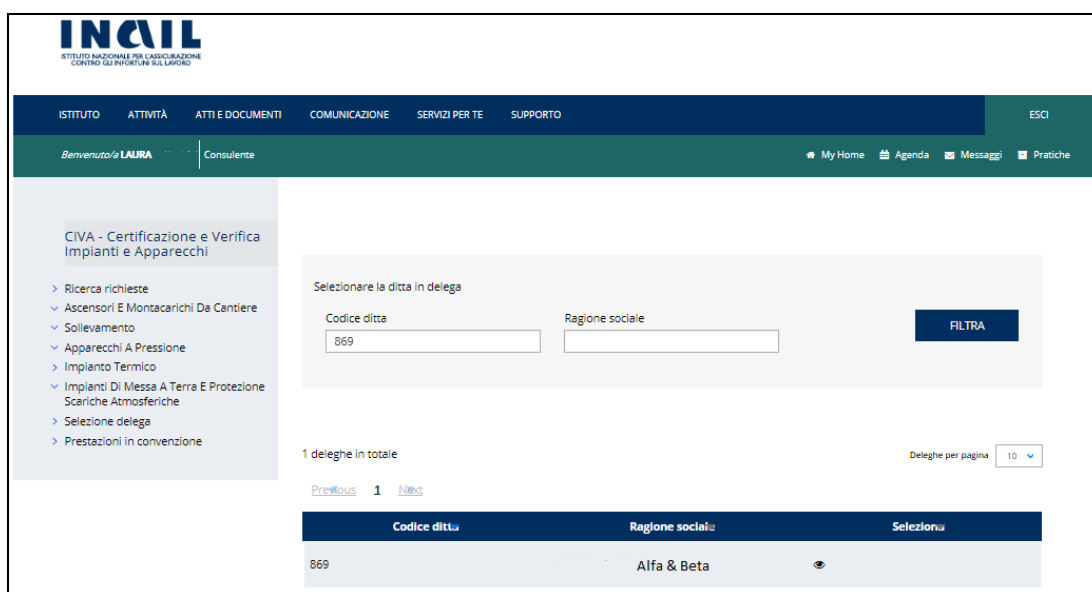 INAIL
ISTITUTO NAZIONALE PER L'ASSICURAZIONE
CONTRO GLI INFORTUNI SUL LAVORO
ISTITUTO ATTIVITÀ ATTI E DOCUMENTI COMUNICAZIONE SERVIZI PER TE SUPPORTO ESCI
Benvenuto/a LAURA Consulente My Home Agenda Messaggi Pratiche
CIVA - Certificazione e Verifica
Impianti e Apparecchi
Ricerca richieste
Ascensori E Montacarichi Da Cantiere
Sollevamento
Apparecchi A Pressione
Impianto Termico
Impianti Di Messa A Terra E Protezione
Scariche Atmosferiche
Selezione delega
Prestazioni in convenzione
Selezionare la ditta in delega
Codice ditta Ragione sociale
869
FILTRA
1 deleghe in totale Deleghe per pagina 10
Previous 1 Next
Codice ditta Ragione sociale Seleziona
869 Alfa & Beta